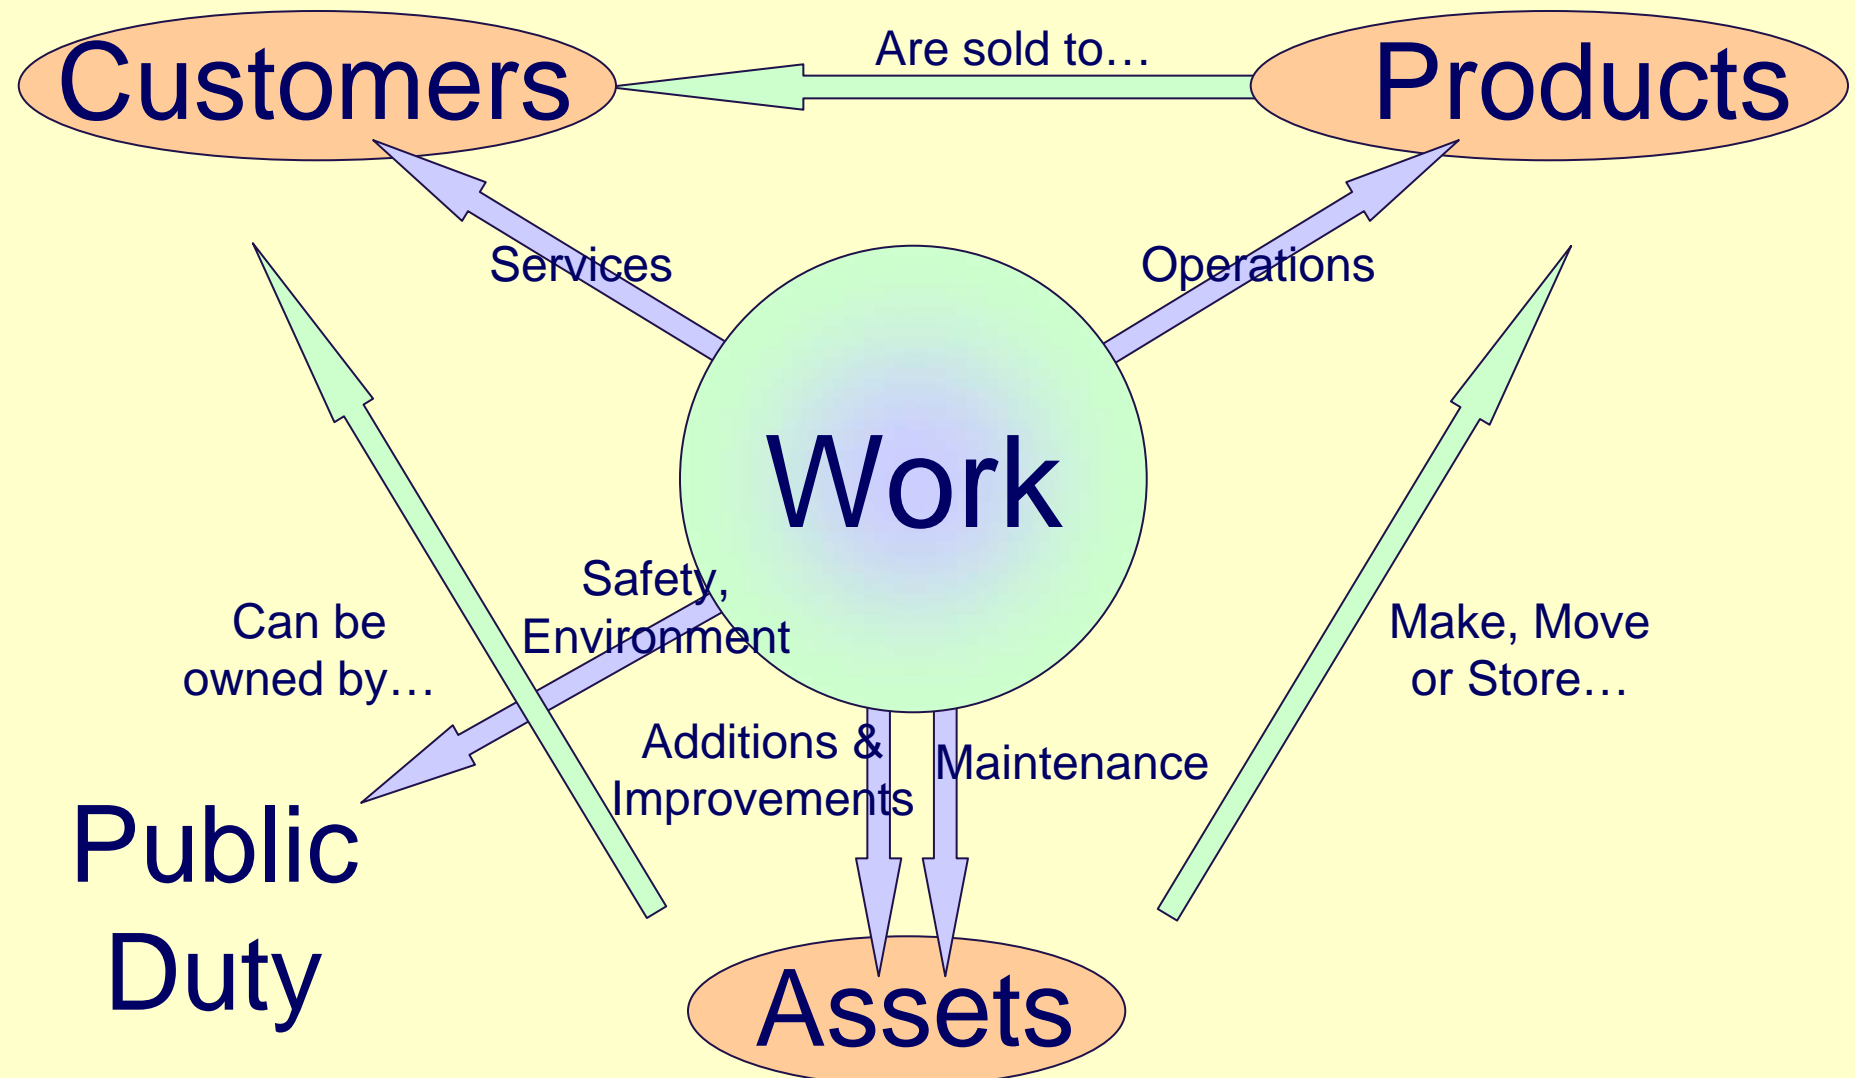 Are sold to…
Customers
Products
Services
Operations
Work
Safety,
Environment
Can be
owned by…
Make, Move
or Store…
Additions &
Improvements
Maintenance
Public
Duty
Assets